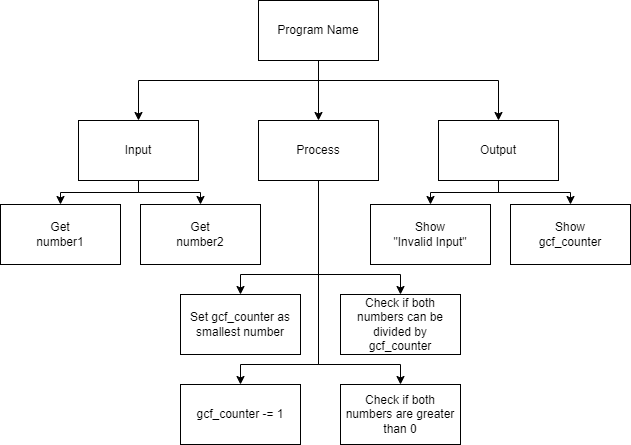 Program Name
Input
Process
Output
Get
number1
Get
number2
Show
"Invalid Input"
Show
gcf_counter
Set gcf_counter as
smallest number
Check if both
numbers can be
divided by
gcf_counter
gcf_counter -= 1
Check if both
numbers are greater
than 0